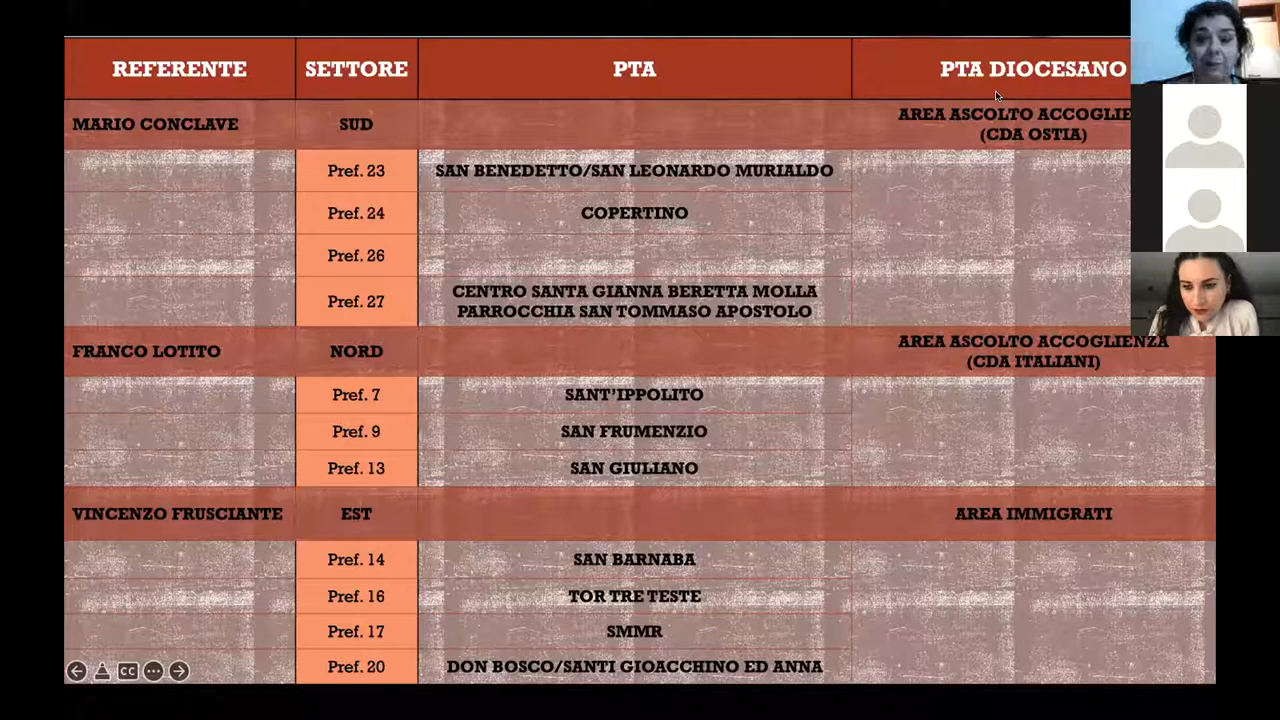 REFERENTE SETTORE PTA PTA DIOCESANO
MARIO CONCLAVE SUD AREA ASCOLTO
(CDA OSTIA)
Pref. 23 SAN BENEDETTO/SAN LEONARDO MURIALDO
Pref. 24 COPERTINO
Pref. 26
Pref. 27 CENTRO SANTA GIANNA BERETTA MOLLA
PARROCCHIA SAN TOMMASO APOSTOLO
FRANCO LOTITO NORD AREA ASCOLTO ACCOGLIENZA
(CDA ITALIANI)
Pref. 7 SANT'IPPOLITO
Pref. 9 SAN FRUMENZIO
Pref. 13 SAN GIULIANO
VINCENZO FRUSCIANTE EST AREA IMMIGRATI
Pref. 14 SAN BARNABA
Pref. 16 TOR TRE TESTE
Pref. 17 SMMR
Pref. 20 DON BOSCO/SANTI GIOACCHINO ED ANNA
CC